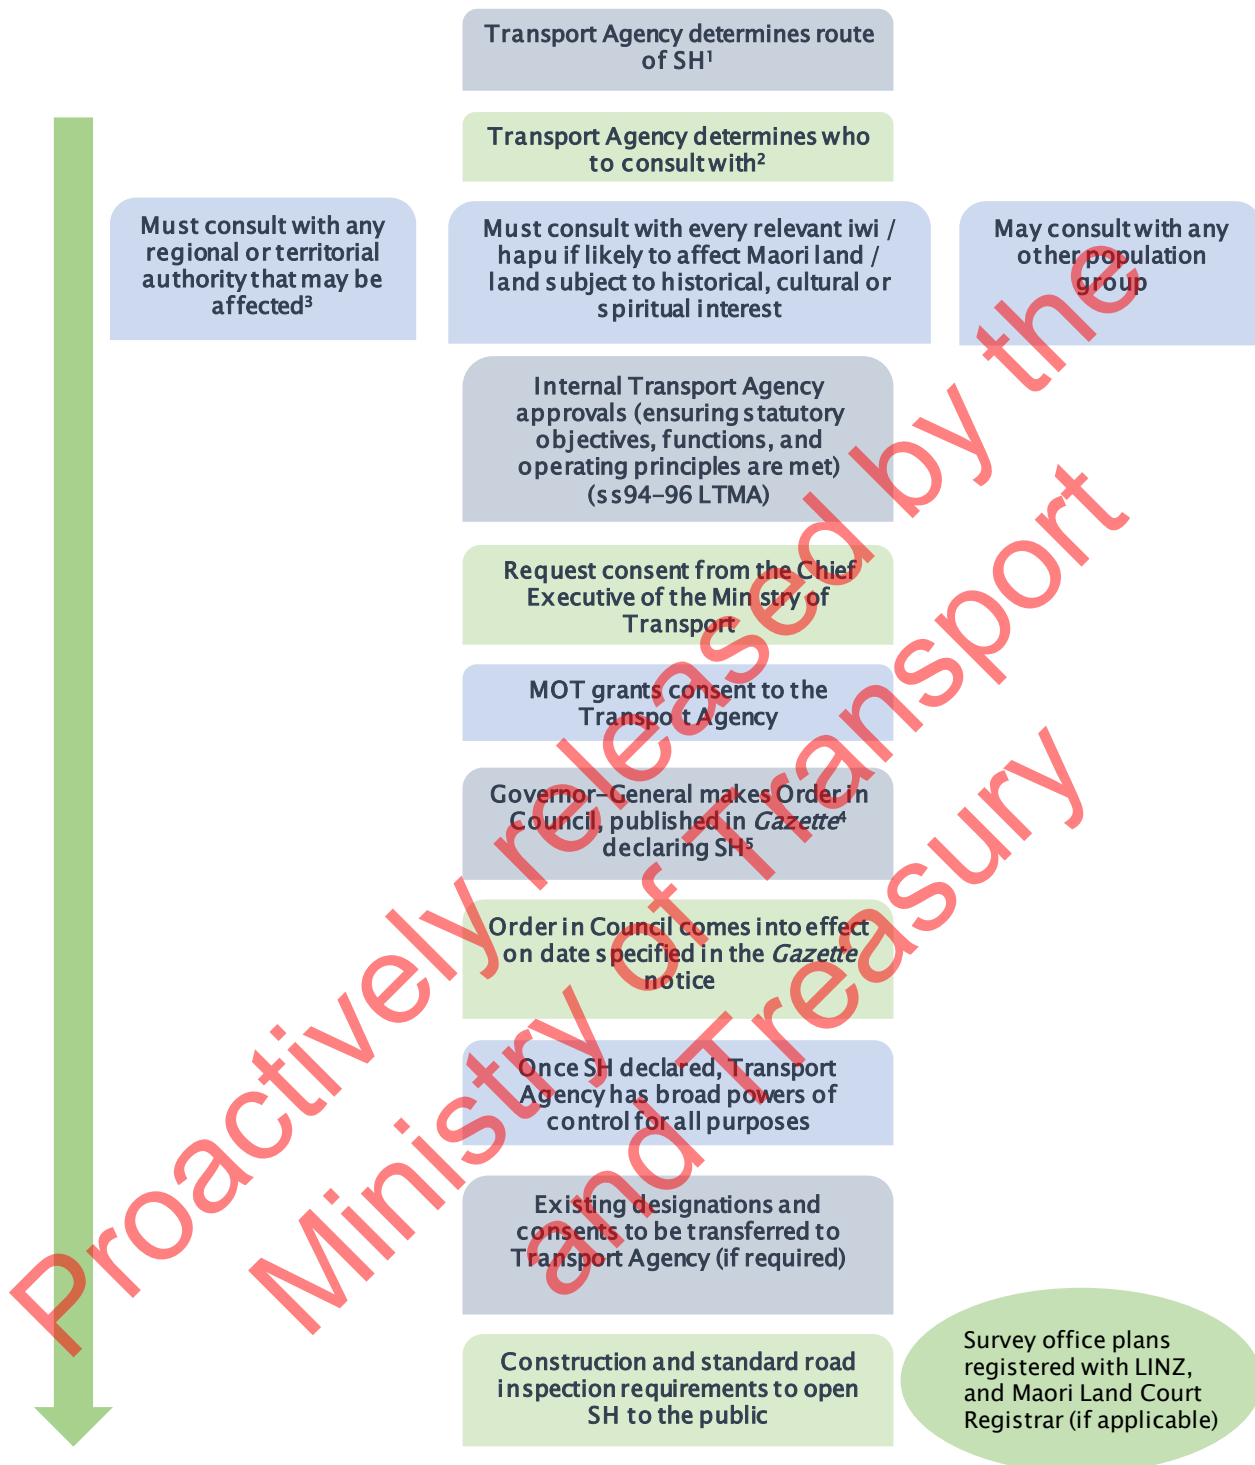 Transport Agency determines route
of SH¹
Transport Agency determines who
to consult with²
Must consult with any
regional or territorial
authority that may be
affected³
Must consult with every relevant iwi /
hapu if likely to affect Maori land /
land subject to historical, cultural or
spiritual interest
May consult with any
other population
group
Internal Transport Agency
approvals (ensuring statutory
objectives, functions, and
operating principles are met)
(ss94-96 LTMA)
Request consent from the Chief
Executive of the Ministry of
Transport
MOT grants consent to the
Transport Agency
Governor-General makes Order in
Council, published in Gazette⁴
declaring SH⁵
Order in Council comes into effect
on date specified in the Gazette
notice
Once SH declared, Transport
Agency has broad powers of
control for all purposes
Existing designations and
consents to be transferred to
Transport Agency (if required)
Construction and standard road
inspection requirements to open
SH to the public
Survey office plans
registered with LINZ,
and Maori Land Court
Registrar (if applicable)
Proactively released by the
Ministry of Transport
and Treasury